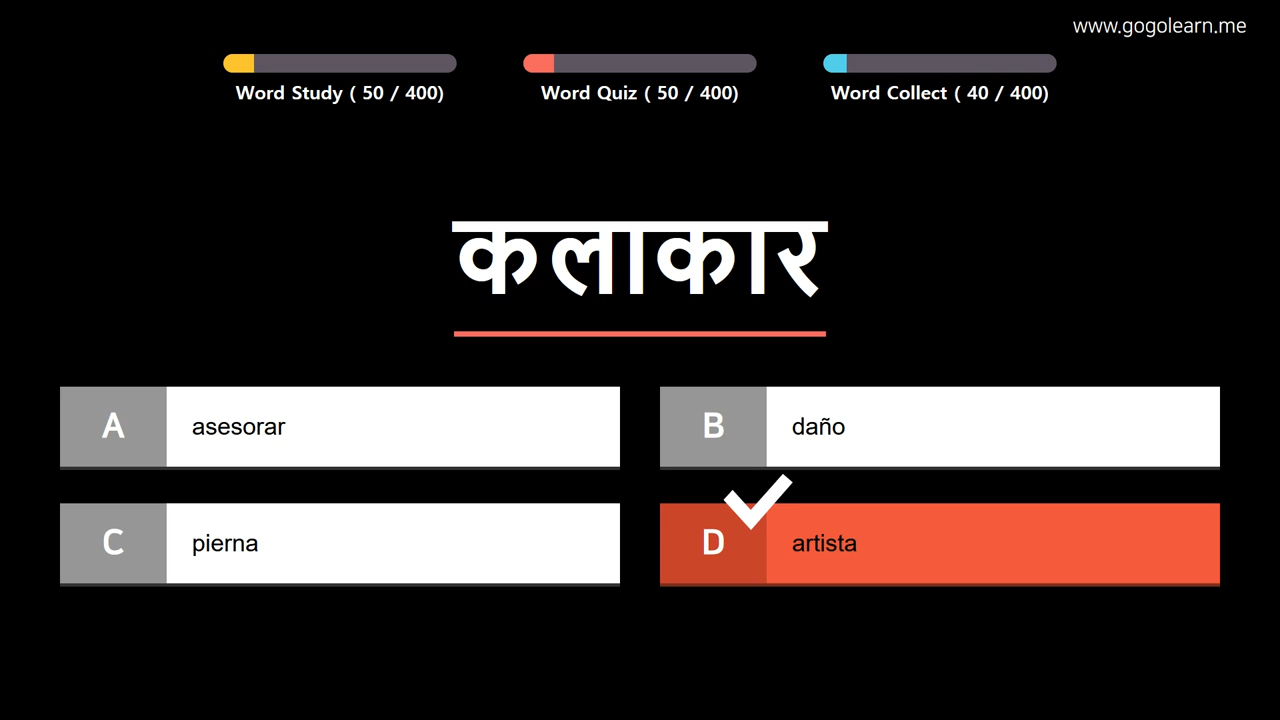 www.gogolearn.me
Word Study ( 50 / 400)
Word Quiz ( 50 / 400)
Word Collect ( 40 / 400)
कलाकार
A asesorar
B daño
C pierna
D artista